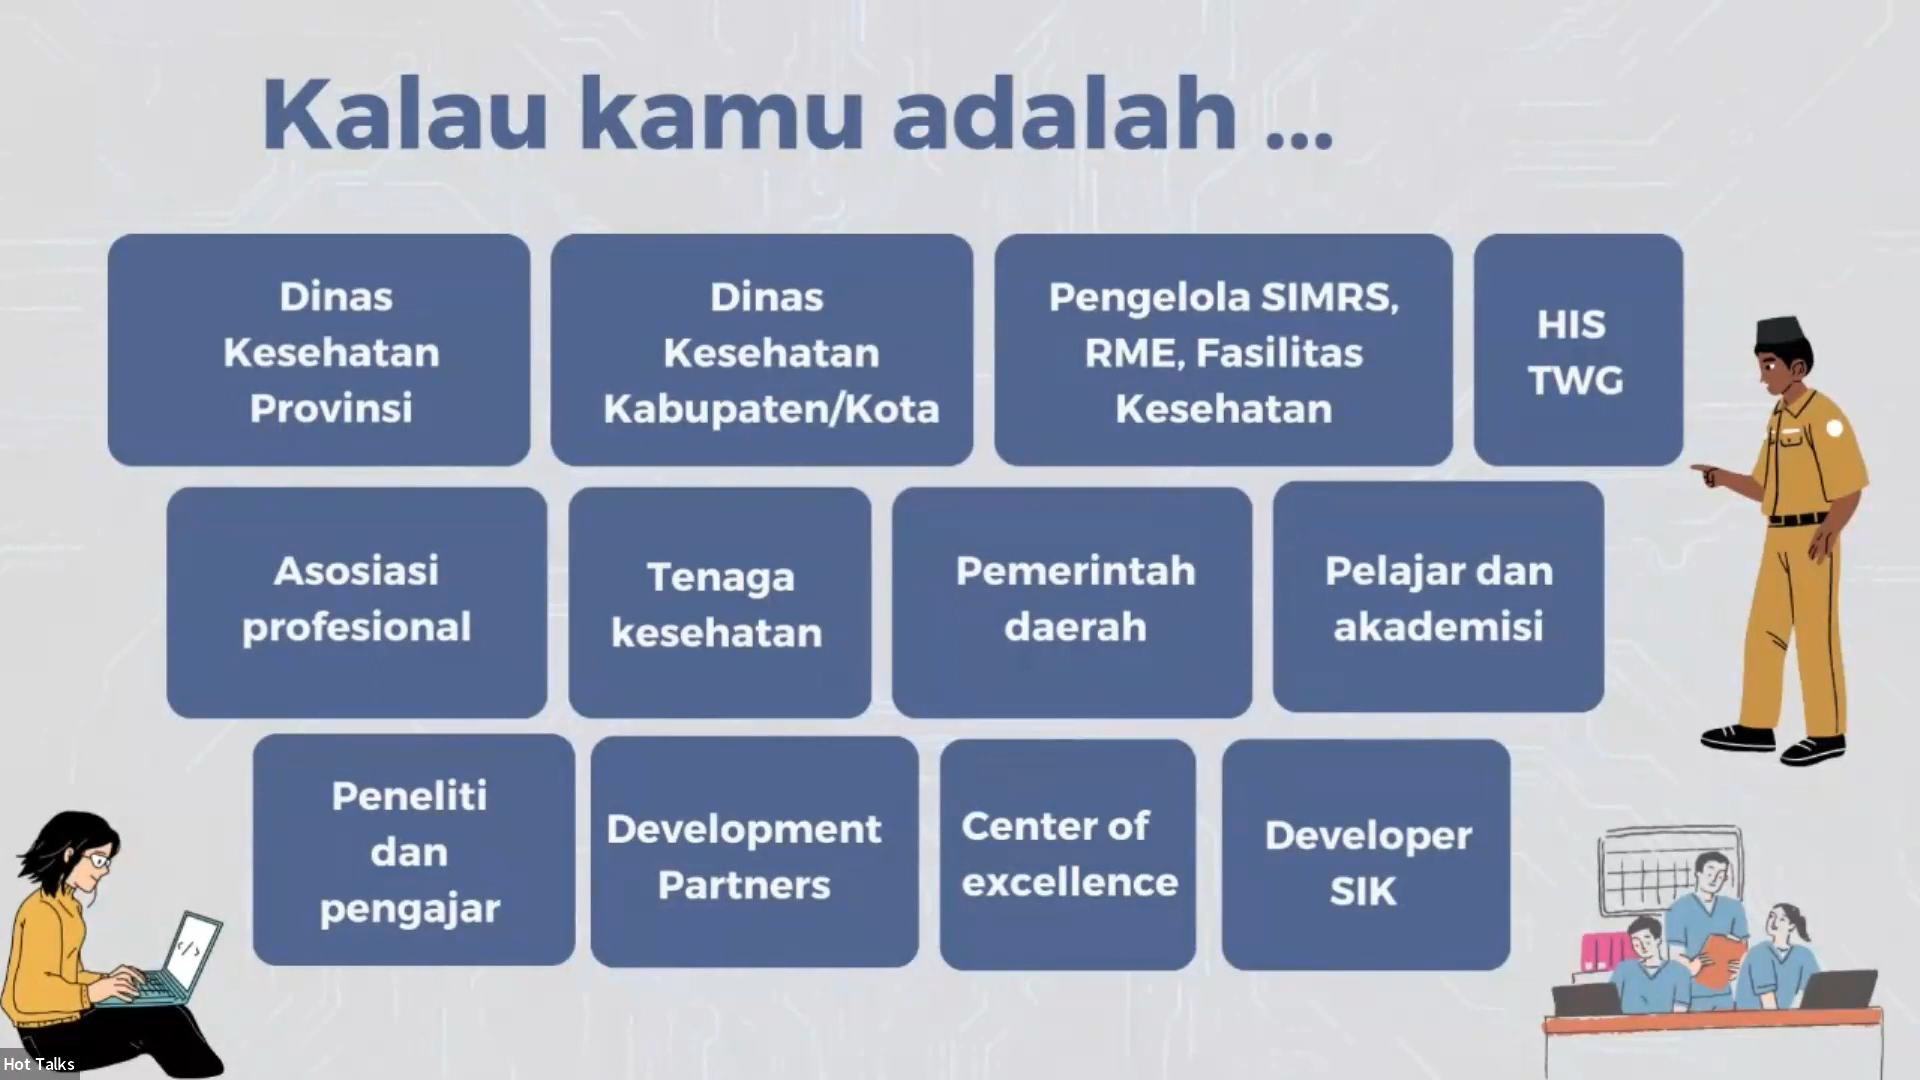 Kalau kamu adalah ...
Dinas
Kesehatan
Provinsi
Dinas
Kesehatan
Kabupaten/Kota
Pengelola SIMRS,
RME, Fasilitas
Kesehatan
HIS
TWG
Asosiasi
profesional
Tenaga
kesehatan
Pemerintah
daerah
Pelajar dan
akademisi
Peneliti
dan
pengajar
Development
Partners
Center of
excellence
Developer
SIK
</>
Hot Talks